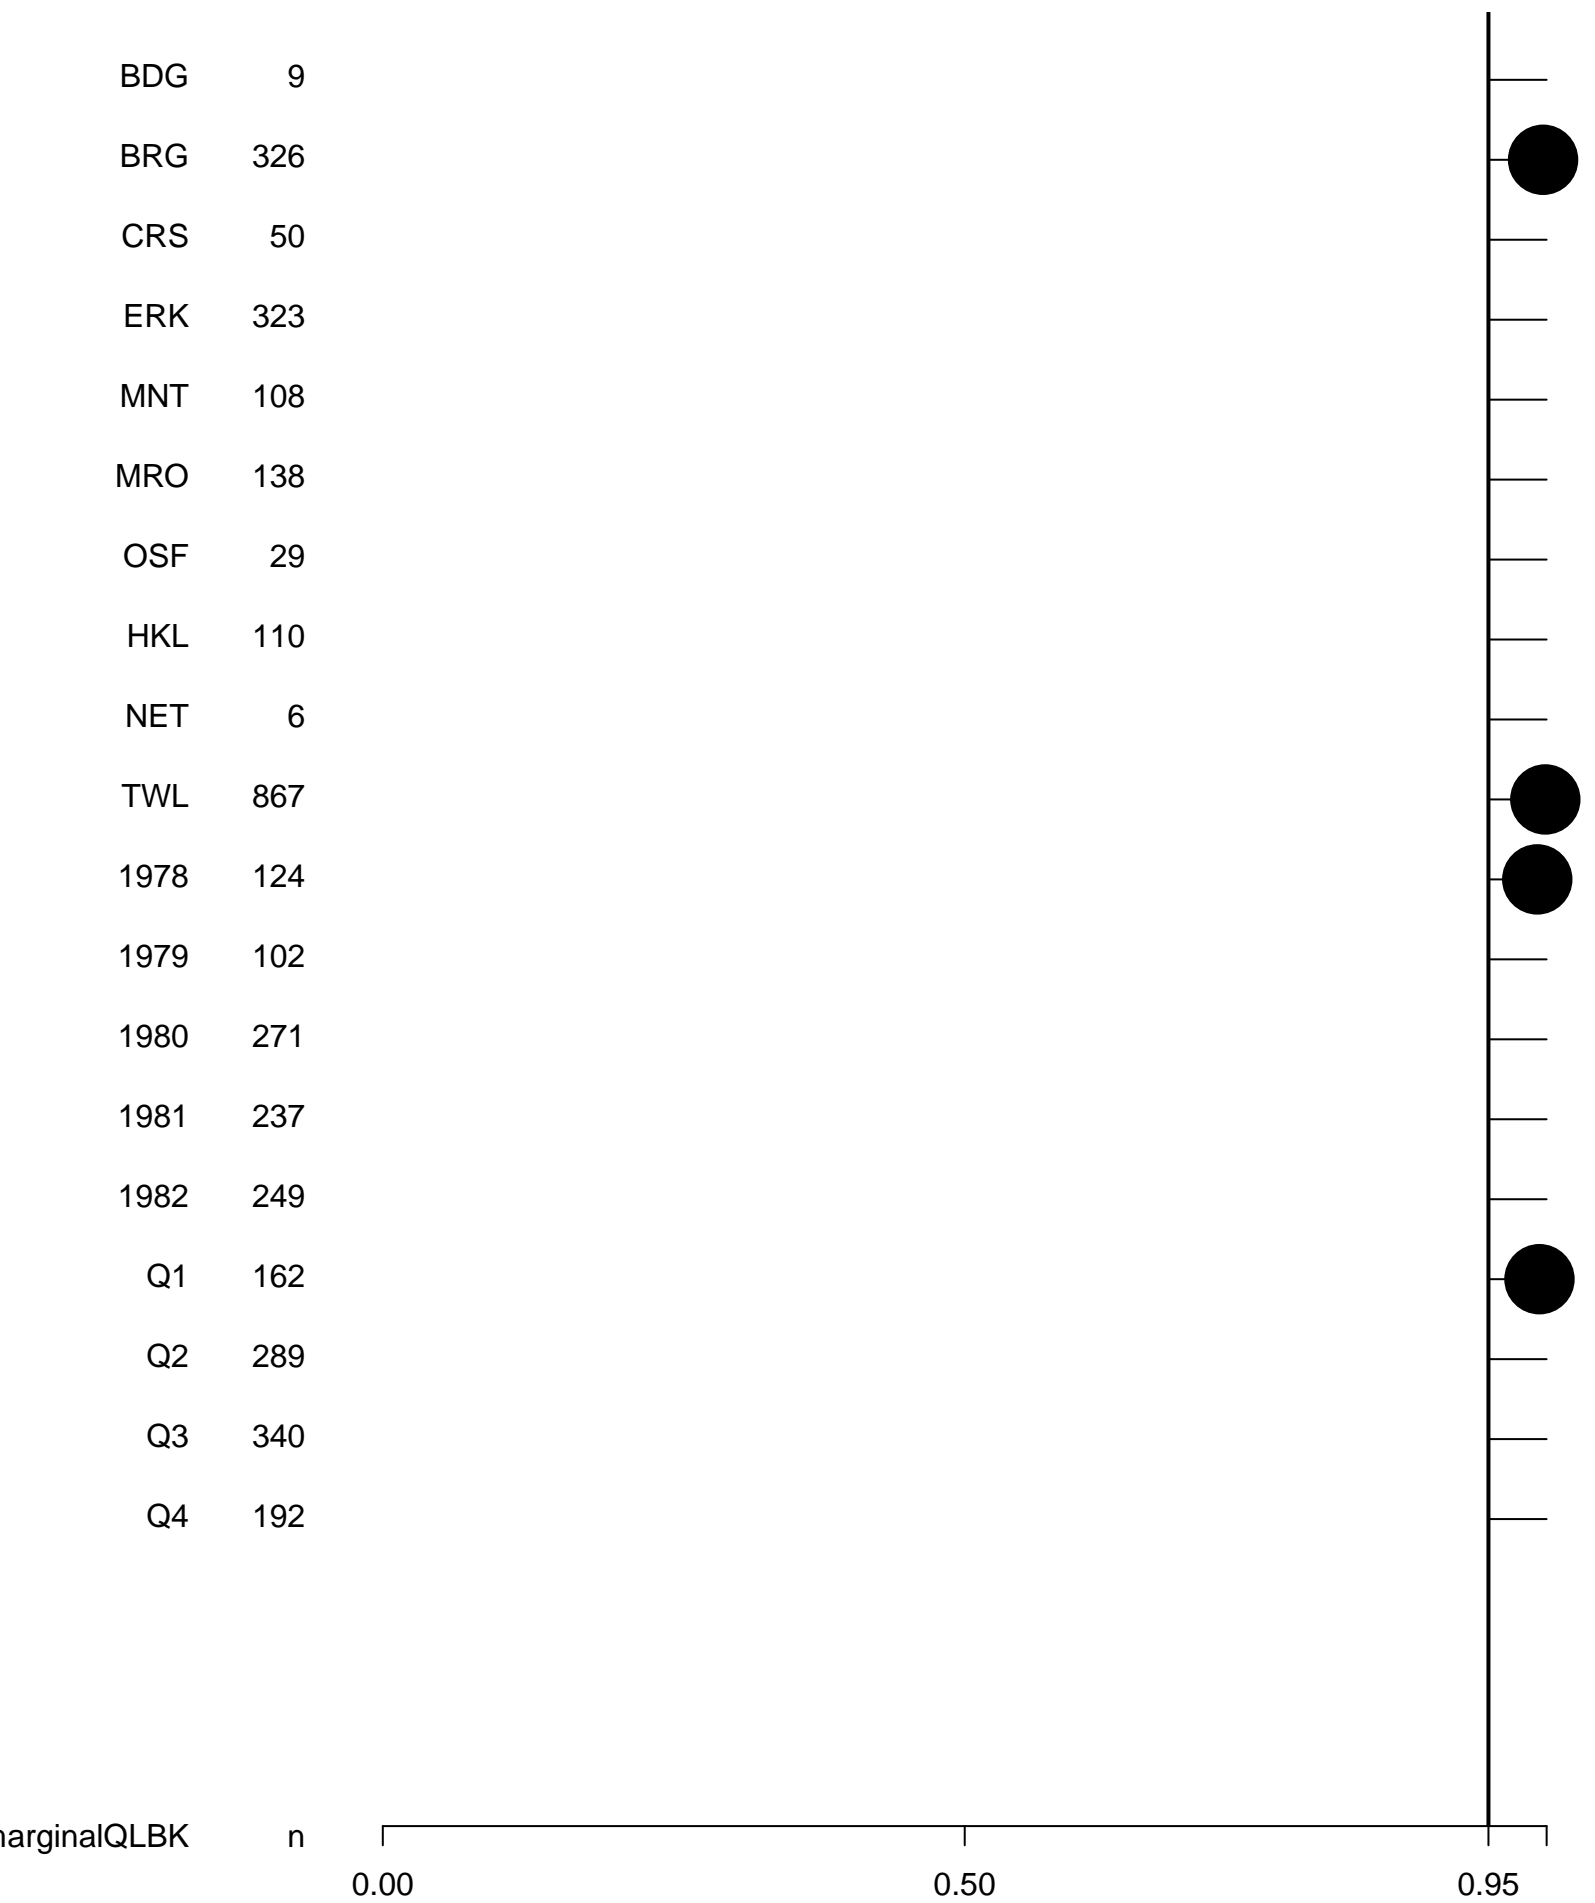 BDG 9
BRG 326
CRS 50
ERK 323
MNT 108
MRO 138
OSF 29
HKL 110
NET 6
TWL 867
1978 124
1979 102
1980 271
1981 237
1982 249
Q1 162
Q2 289
Q3 340
Q4 192
arginalQLBK n
0.00 0.50 0.95